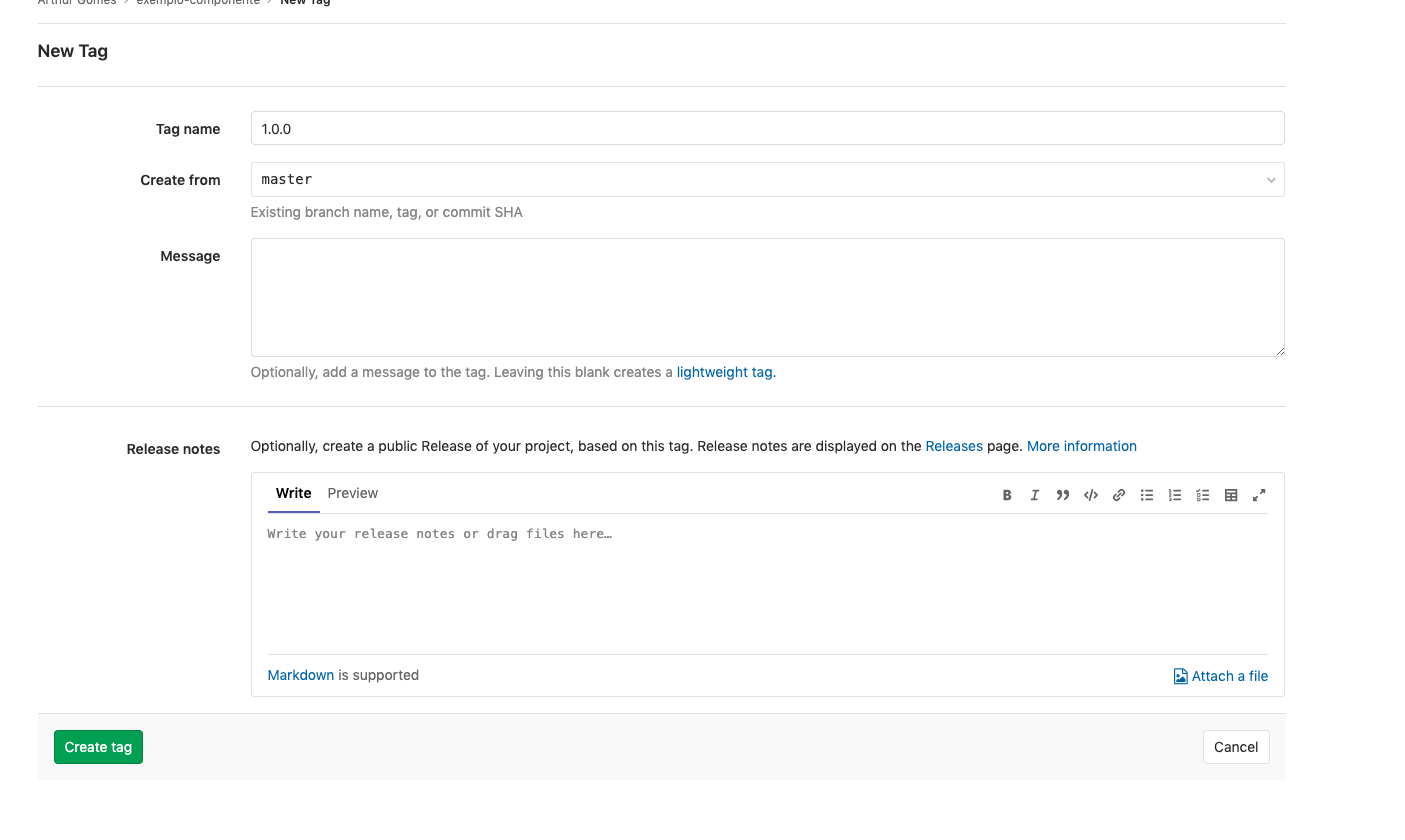 Arthur Gomes > exemplo-componente > New Tag
New Tag
Tag name
1.0.0
Create from
master
Existing branch name, tag, or commit SHA
Message
Optionally, add a message to the tag. Leaving this blank creates a lightweight tag.
Release notes
Optionally, create a public Release of your project, based on this tag. Release notes are displayed on the Releases page. More information
Write Preview
Write your release notes or drag files here…
Markdown is supported
Attach a file
Create tag
Cancel